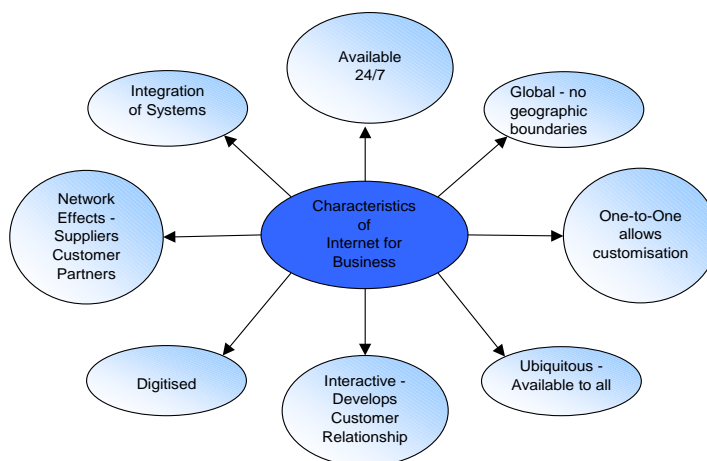 Available
24/7
Integration
of Systems
Global - no
geographic
boundaries
Network
Effects -
Suppliers
Customer
Partners
Characteristics
of
Internet for
Business
One-to-One
allows
customisation
Digitised
Interactive -
Develops
Customer
Relationship
Ubiquitous -
Available to all